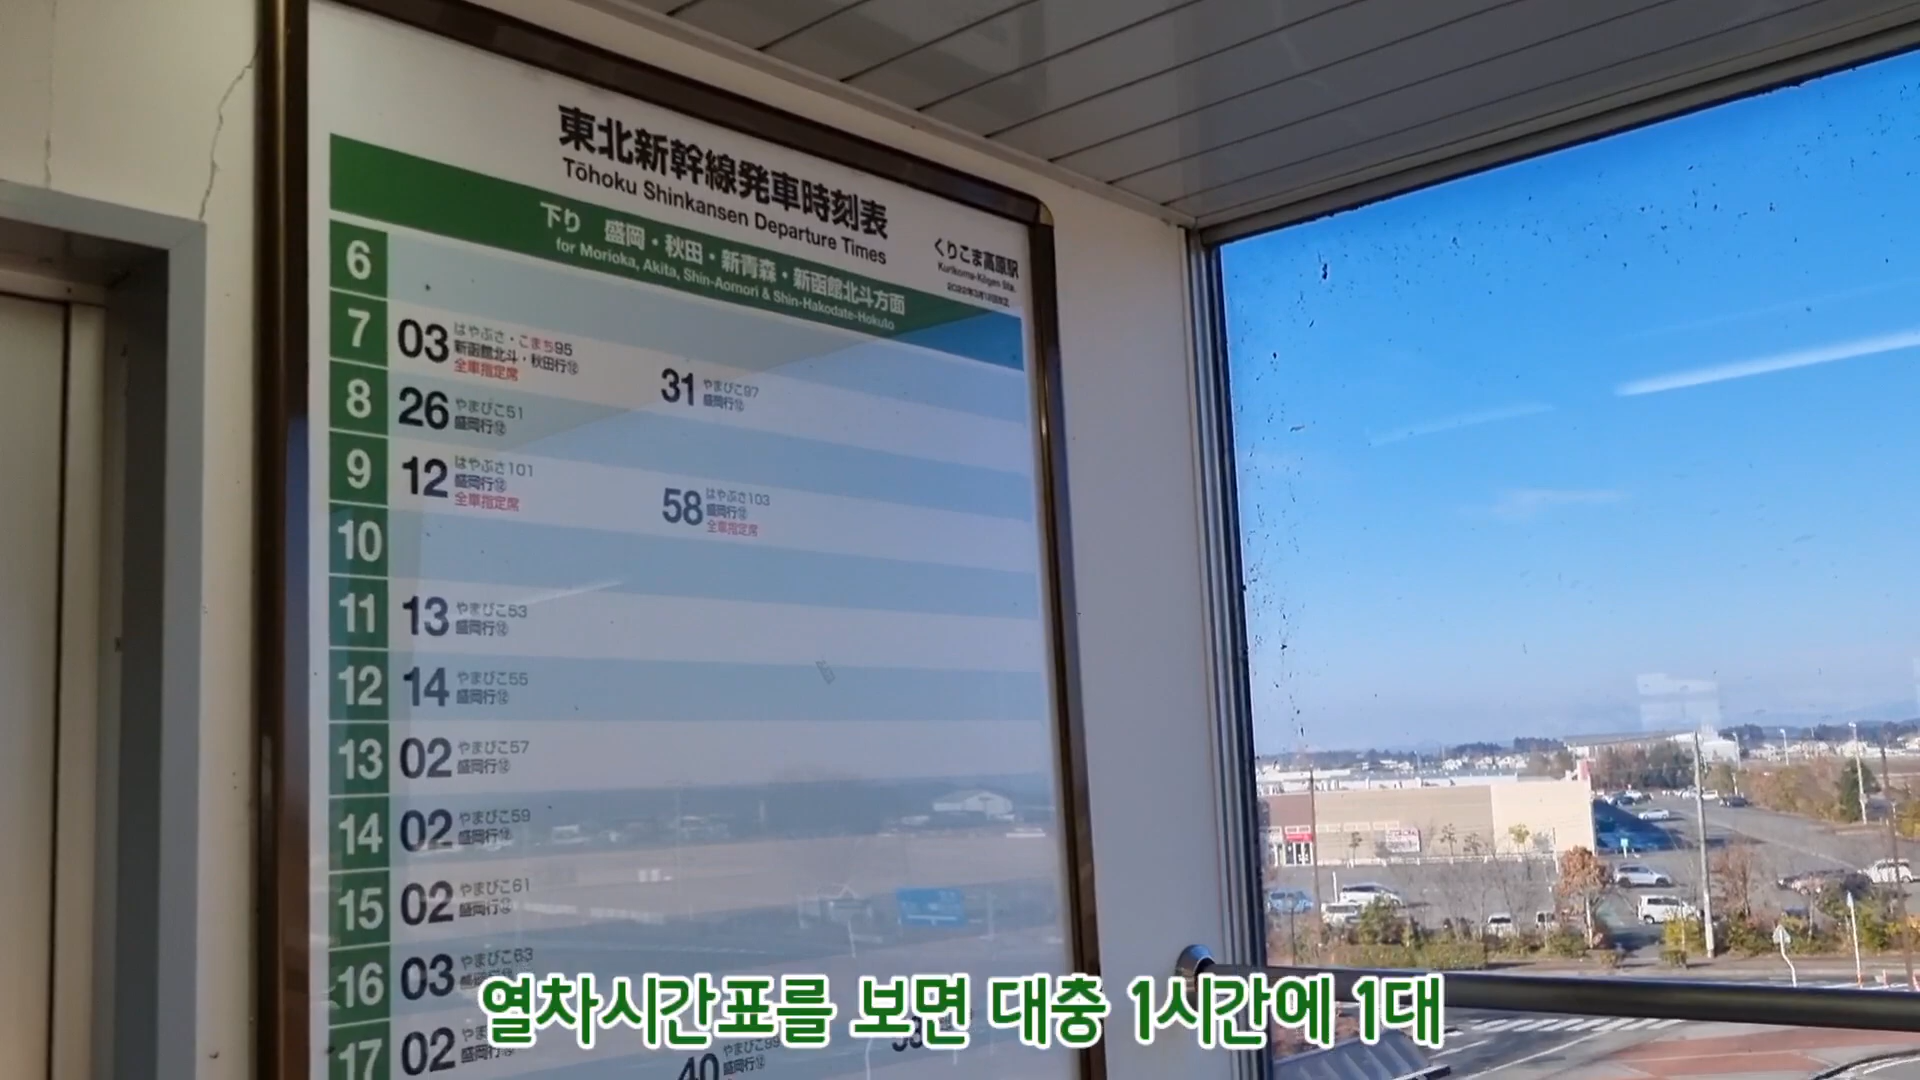 東北新幹線発車時刻表
Tōhoku Shinkansen Departure Times
くりこま高原駅
Kurikoma-Kōgen Sta.
下り 盛岡・秋田・新青森・新函館北斗方面
for Morioka, Akita, Shin-Aomori & Shin-Hakodate-Hokuto
6
7
03 はやぶさ・こまち95
新函館北斗・秋田行
全車指定席
31 やまびこ97
盛岡行
8
26 やまびこ51
盛岡行
9
12 はやぶさ101
盛岡行
全車指定席
58 はやぶさ103
盛岡行
全車指定席
10
11
13 やまびこ53
盛岡行
12
14 やまびこ55
盛岡行
13
02 やまびこ57
盛岡行
14
02 やまびこ59
盛岡行
15
02 やまびこ61
盛岡行
16
03 やまびこ63
17
02
40 やまびこ99
盛岡行
열차시간표를 보면 대충 1시간에 1대